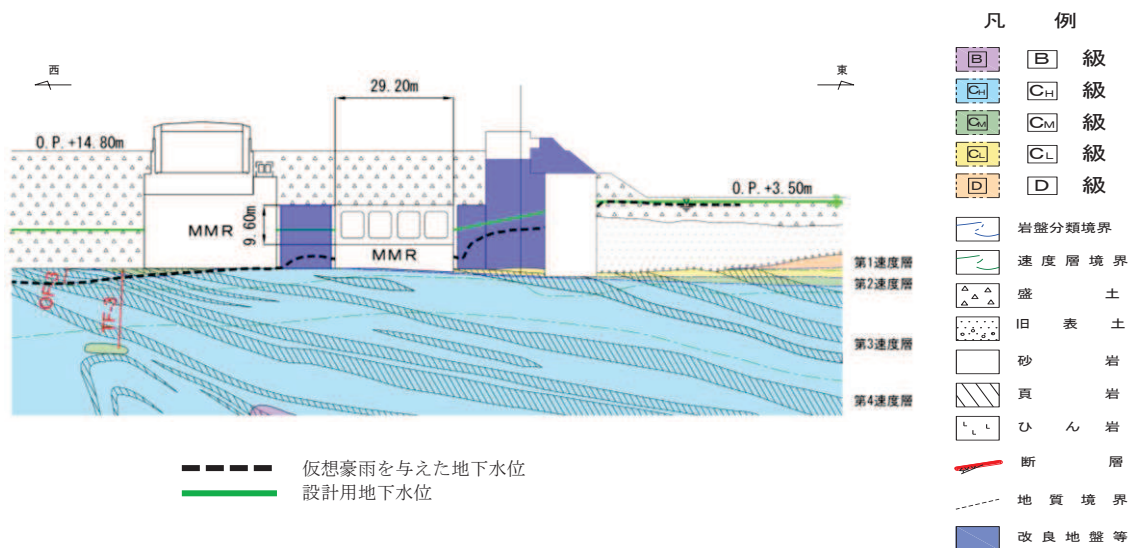 西
東
29.20m
O.P.+14.80m
O.P.+3.50m
9.60m
MMR
MMR
OF-3
TF-3
第1速度層
第2速度層
第3速度層
第4速度層
仮想豪雨を与えた地下水位
設計用地下水位
凡 例
B B 級
CH CH 級
CM CM 級
CL CL 級
D D 級
岩盤分類境界
速度層境界
盛土
旧表土
砂岩
頁岩
ひん岩
断層
地質境界
改良地盤等